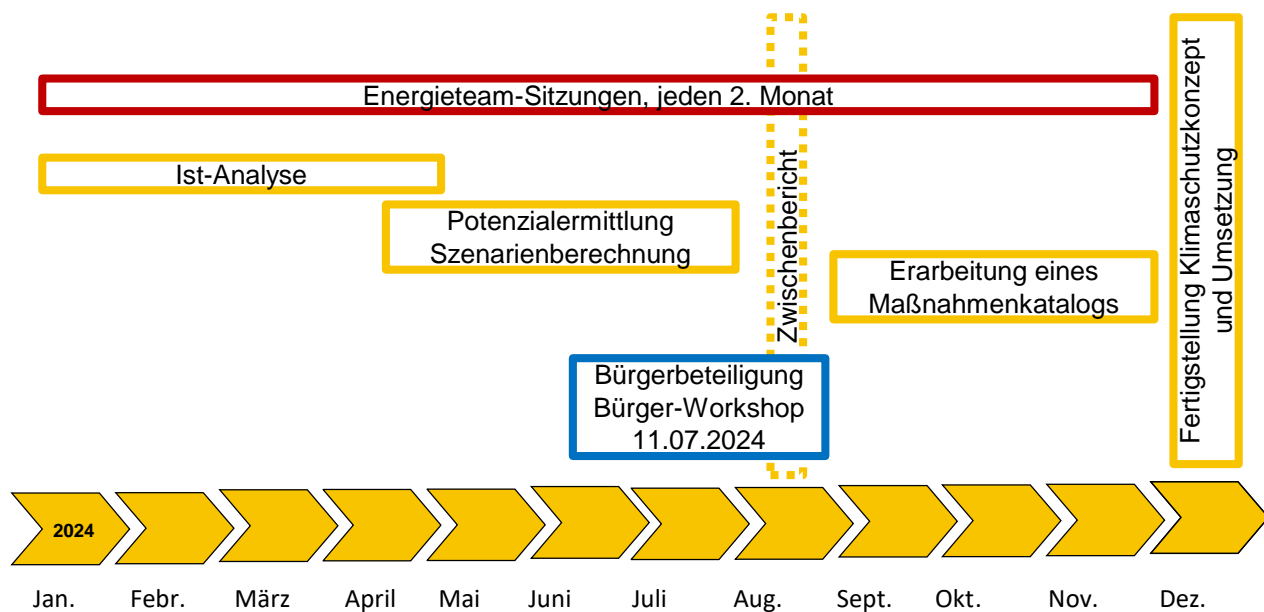 Energieteam-Sitzungen, jeden 2. Monat
Ist-Analyse
Potenzialermittlung
Szenarienberechnung
Zwischenbericht
Erarbeitung eines
Maßnahmenkatalogs
Bürgerbeteiligung
Bürger-Workshop
11.07.2024
Fertigstellung Klimaschutzkonzept
und Umsetzung
2024
Jan. Febr. März April Mai Juni Juli Aug. Sept. Okt. Nov. Dez.